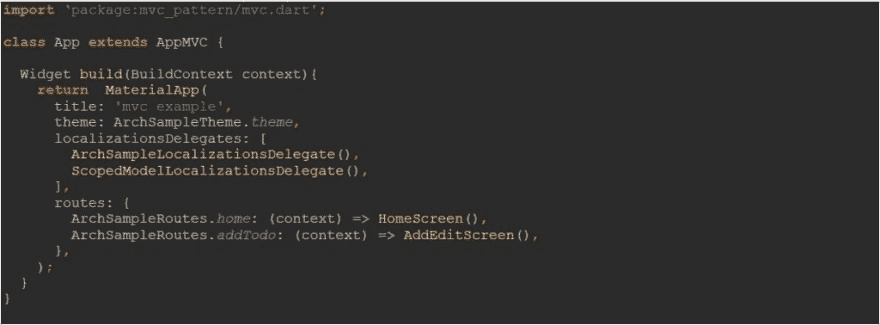 import 'package:mvc_pattern/mvc.dart';
class App extends AppMVC {
Widget build(BuildContext context){
return MaterialApp(
title: 'mvc example',
theme: ArchSampleTheme.theme,
localizationsDelegates: [
ArchSampleLocalizationsDelegate(),
ScopedModelLocalizationsDelegate(),
],
routes: {
ArchSampleRoutes.home: (context) => HomeScreen(),
ArchSampleRoutes.addTodo: (context) => AddEditScreen(),
},
);
}
}